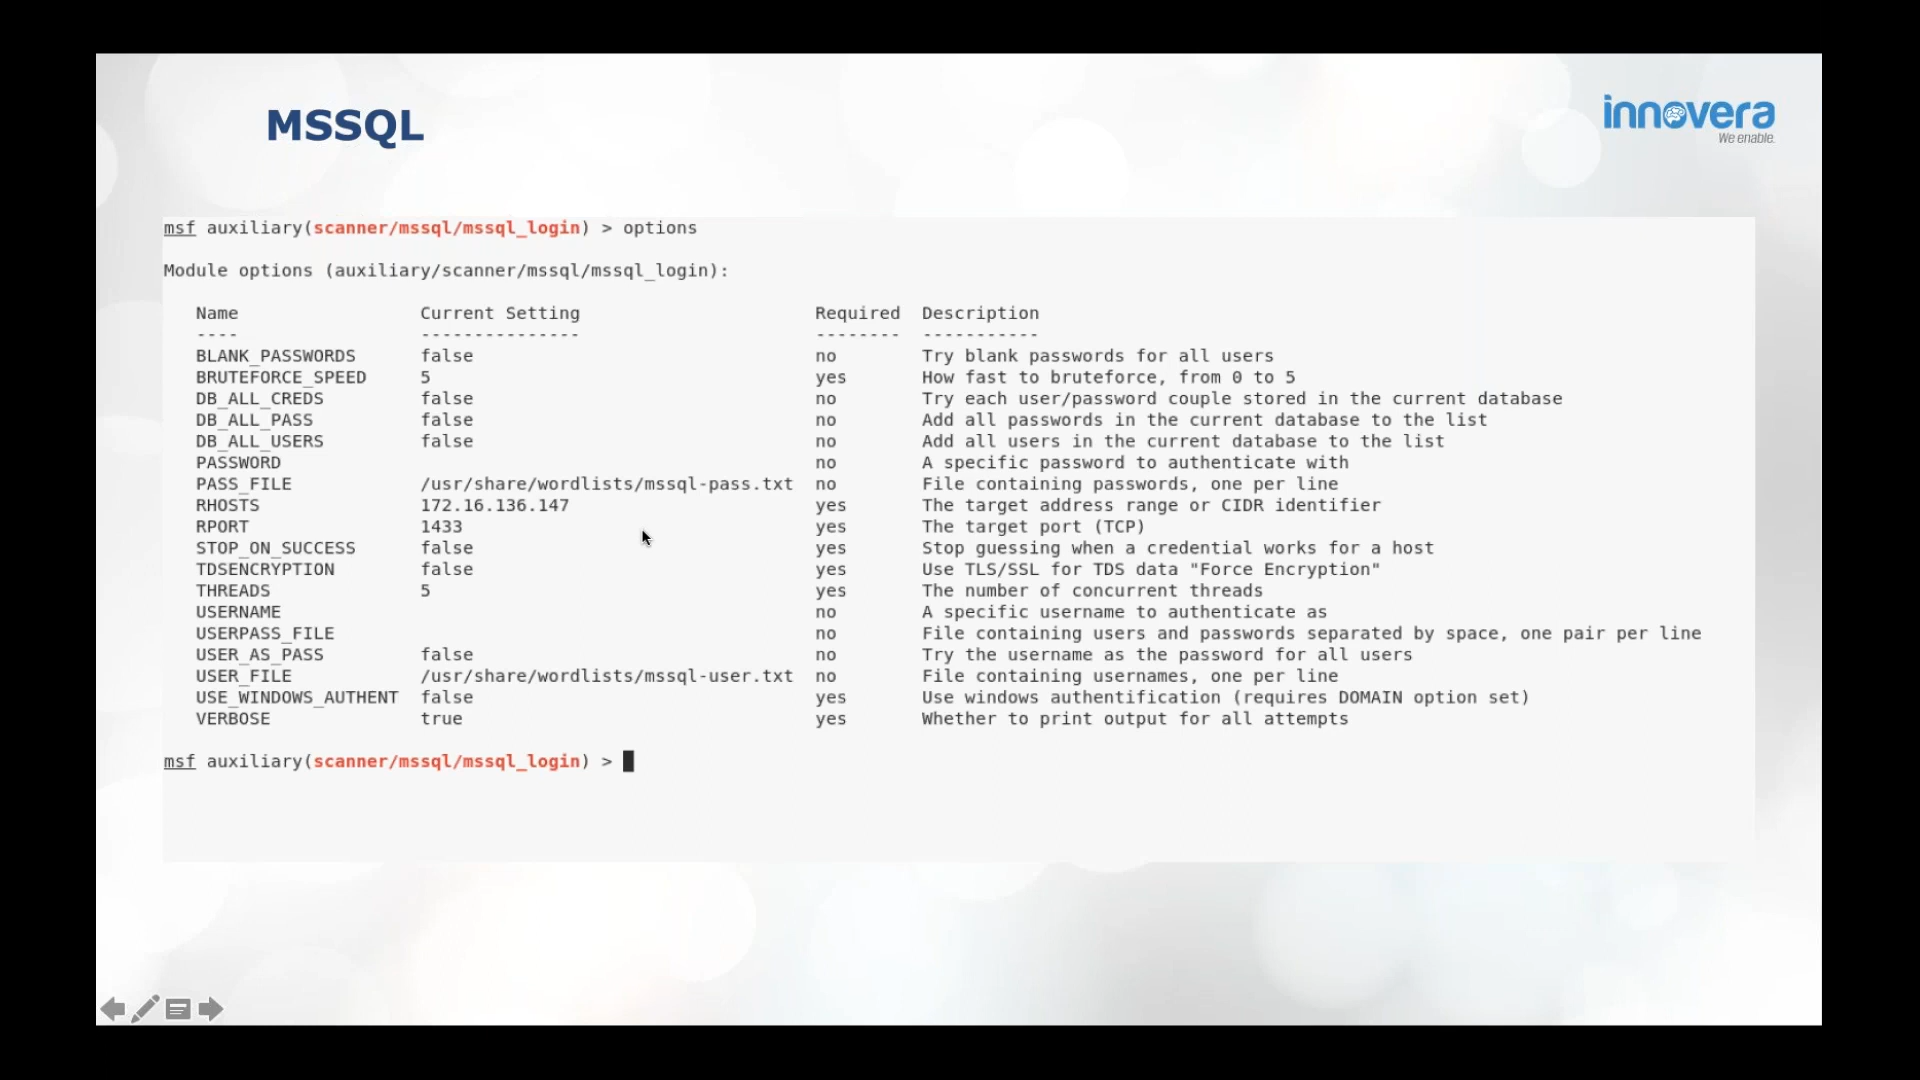 MSSQL
innovera
We enable.
msf auxiliary(scanner/mssql/mssql_login) > options
Module options (auxiliary/scanner/mssql/mssql_login):
Name Current Setting Required Description
---- --------------- -------- -----------
BLANK_PASSWORDS false no Try blank passwords for all users
BRUTEFORCE_SPEED 5 yes How fast to bruteforce, from 0 to 5
DB_ALL_CREDS false no Try each user/password couple stored in the current database
DB_ALL_PASS false no Add all passwords in the current database to the list
DB_ALL_USERS false no Add all users in the current database to the list
PASSWORD no A specific password to authenticate with
PASS_FILE /usr/share/wordlists/mssql-pass.txt no File containing passwords, one per line
RHOSTS 172.16.136.147 yes The target address range or CIDR identifier
RPORT 1433 yes The target port (TCP)
STOP_ON_SUCCESS false yes Stop guessing when a credential works for a host
TDSENCRYPTION false yes Use TLS/SSL for TDS data "Force Encryption"
THREADS 5 yes The number of concurrent threads
USERNAME no A specific username to authenticate as
USERPASS_FILE no File containing users and passwords separated by space, one pair per line
USER_AS_PASS false no Try the username as the password for all users
USER_FILE /usr/share/wordlists/mssql-user.txt no File containing usernames, one per line
USE_WINDOWS_AUTHENT false yes Use windows authentification (requires DOMAIN option set)
VERBOSE true yes Whether to print output for all attempts
msf auxiliary(scanner/mssql/mssql_login) >